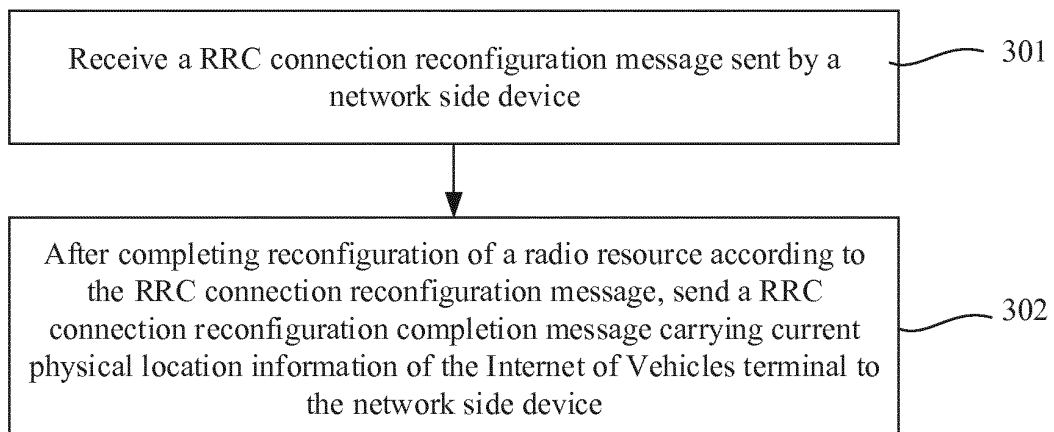 Receive a RRC connection reconfiguration message sent by a
network side device
301
After completing reconfiguration of a radio resource according to
the RRC connection reconfiguration message, send a RRC
connection reconfiguration completion message carrying current
physical location information of the Internet of Vehicles terminal to
the network side device
302